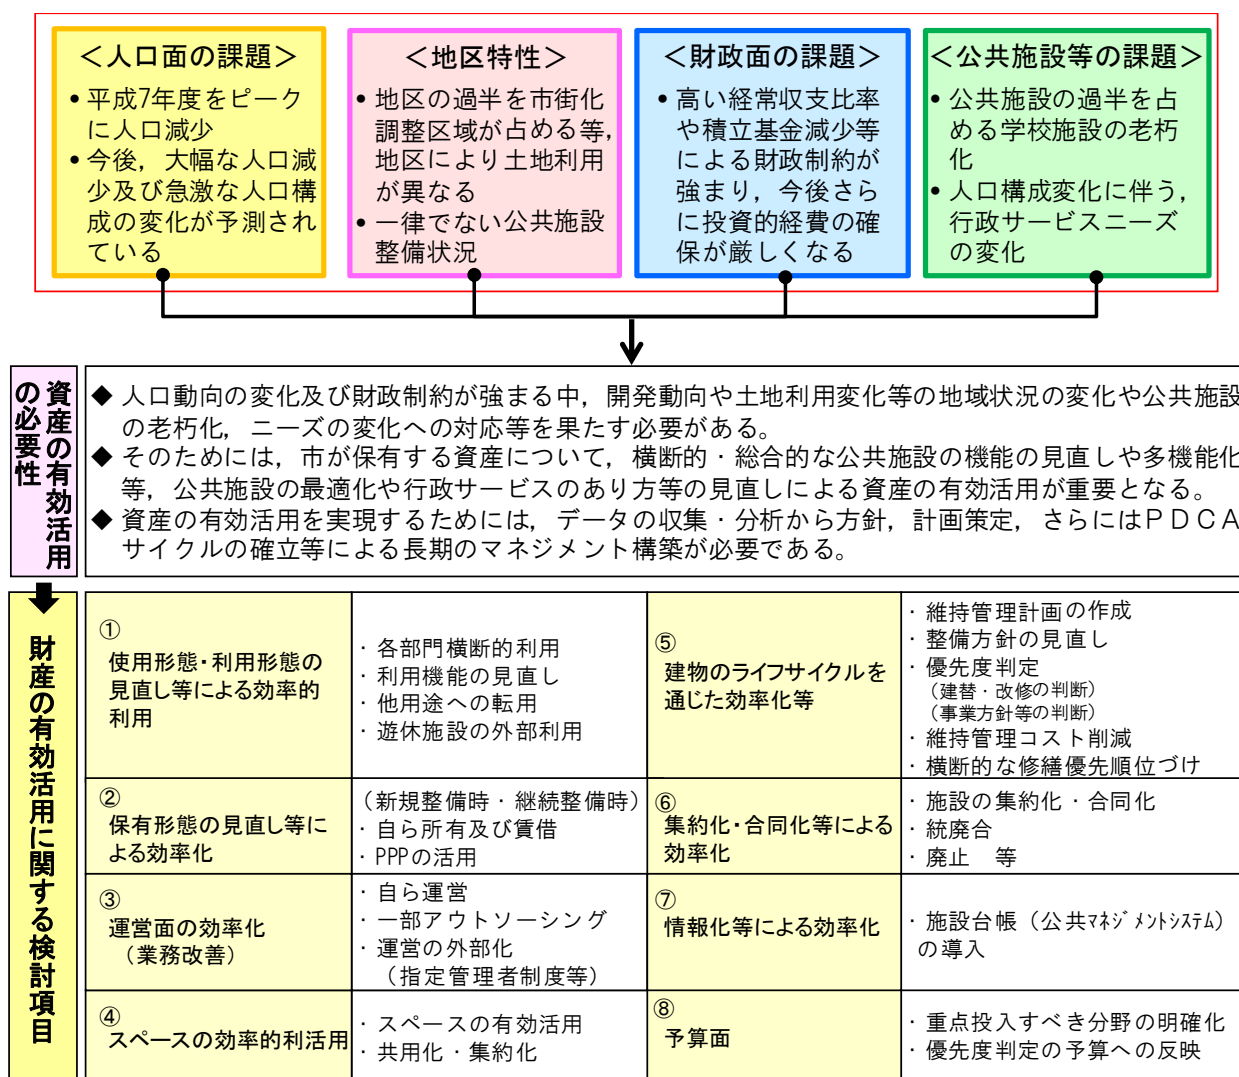 ＜人口面の課題＞
• 平成7年度をピーク
に人口減少
• 今後，大幅な人口減
少及び急激な人口構
成の変化が予測され
ている
＜地区特性＞
• 地区の過半を市街化
調整区域が占める等，
地区により土地利用
が異なる
• 一律でない公共施設
整備状況
＜財政面の課題＞
• 高い経常収支比率
や積立基金減少等
による財政制約が
強まり，今後さら
に投資的経費の確
保が厳しくなる
＜公共施設等の課題＞
• 公共施設の過半を占
める学校施設の老朽
化
• 人口構成変化に伴う，
行政サービスニーズ
の変化
資産の有効活用
の必要性
◆ 人口動向の変化及び財政制約が強まる中，開発動向や土地利用変化等の地域状況の変化や公共施設
の老朽化，ニーズの変化への対応等を果たす必要がある。
◆ そのためには，市が保有する資産について，横断的・総合的な公共施設の機能の見直しや多機能化
等，公共施設の最適化や行政サービスのあり方等の見直しによる資産の有効活用が重要となる。
◆ 資産の有効活用を実現するためには，データの収集・分析から方針，計画策定，さらにはＰＤＣＡ
サイクルの確立等による長期のマネジメント構築が必要である。
財産の有効活用に関する検討項目
①
使用形態・利用形態の
見直し等による効率的
利用
・各部門横断的利用
・利用機能の見直し
・他用途への転用
・遊休施設の外部利用
②
保有形態の見直し等に
よる効率化
（新規整備時・継続整備時）
・自ら所有及び賃借
・PPPの活用
③
運営面の効率化
（業務改善）
・自ら運営
・一部アウトソーシング
・運営の外部化
（指定管理者制度等）
④
スペースの効率的利活用
・スペースの有効活用
・共用化・集約化
⑤
建物のライフサイクルを
通じた効率化等
・維持管理計画の作成
・整備方針の見直し
・優先度判定
（建替・改修の判断）
（事業方針等の判断）
・維持管理コスト削減
・横断的な修繕優先順位づけ
⑥
集約化・合同化等による
効率化
・施設の集約化・合同化
・統廃合
・廃止　等
⑦
情報化等による効率化
・施設台帳（公共ﾏﾈｼﾞﾒﾝﾄｼｽﾃﾑ）
の導入
⑧
予算面
・重点投入すべき分野の明確化
・優先度判定の予算への反映